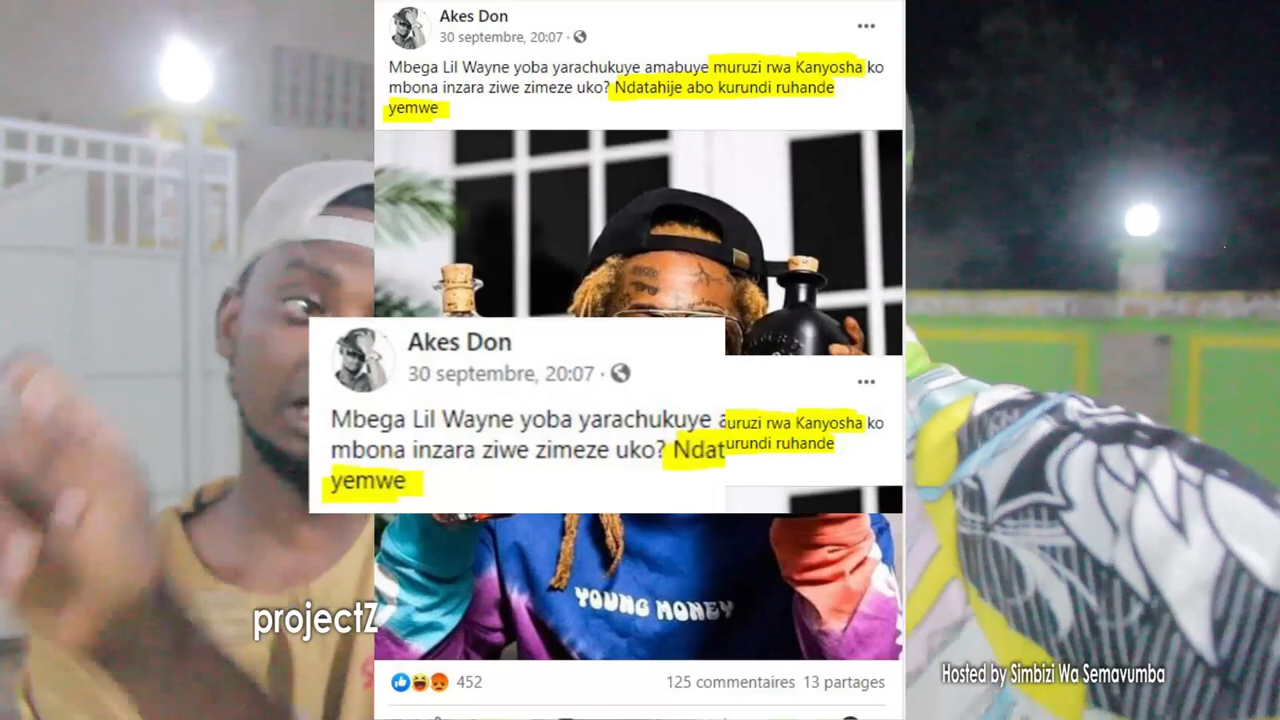 Akes Don
30 septembre, 20:07 ·
Mbega Lil Wayne yoba yarachukuye amabuye muruzi rwa Kanyosha ko
mbona inzara ziwe zimeze uko? Ndatahije abo kurundi ruhande
yemwe
Akes Don
30 septembre, 20:07 ·
Mbega Lil Wayne yoba yarachukuye a
uruzi rwa Kanyosha ko
mbona inzara ziwe zimeze uko? Ndat
urundi ruhande
yemwe
YOUNG MONEY
projectZ
Hosted by Simbizi Wa Semavumba
452
125 commentaires 13 partages